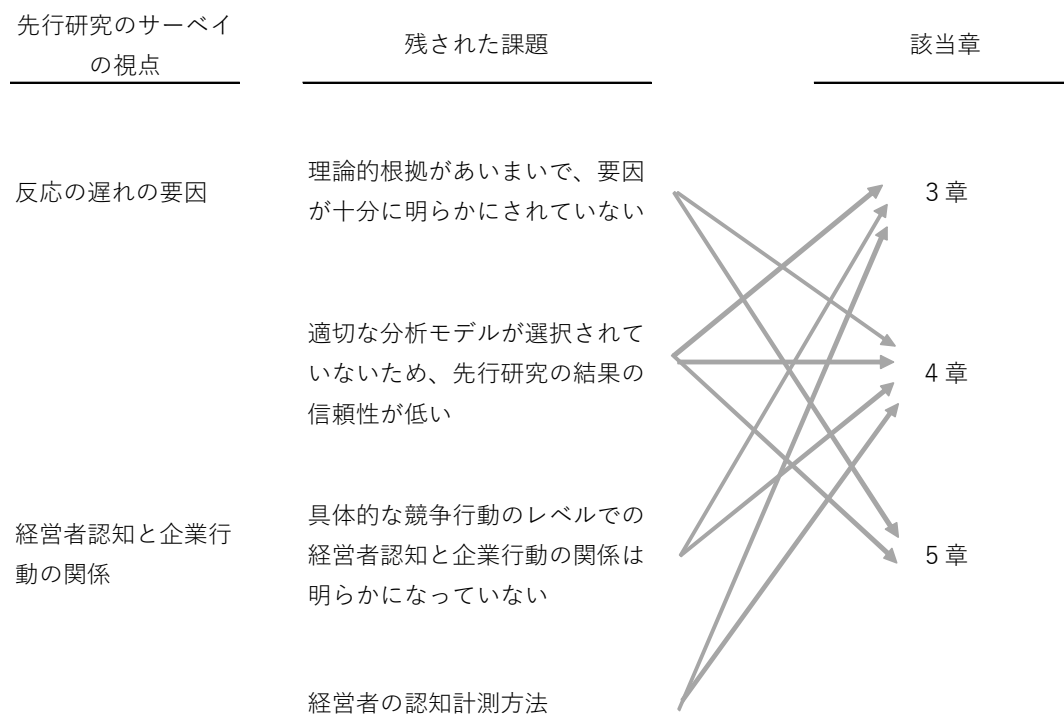 先行研究のサーベイ
の視点
残された課題
該当章
反応の遅れの要因
理論的根拠があいまいで、要因
が十分に明らかにされていない
3 章
適切な分析モデルが選択されて
いないため、先行研究の結果の
信頼性が低い
4 章
経営者認知と企業行
動の関係
具体的な競争行動のレベルでの
経営者認知と企業行動の関係は
明らかになっていない
5 章
経営者の認知計測方法